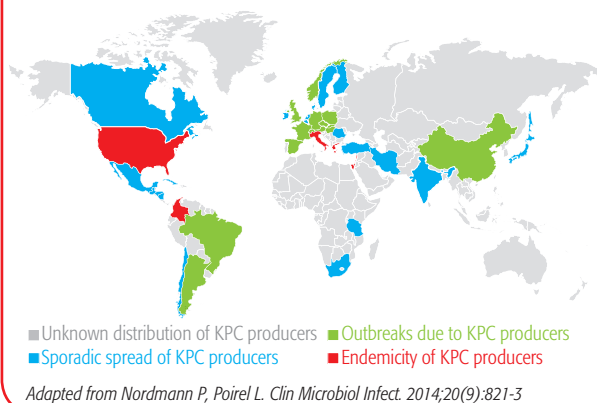 Unknown distribution of KPC producers Outbreaks due to KPC producers
Sporadic spread of KPC producers Endemicity of KPC producers
Adapted from Nordmann P, Poirel L. Clin Microbiol Infect. 2014;20(9):821-3